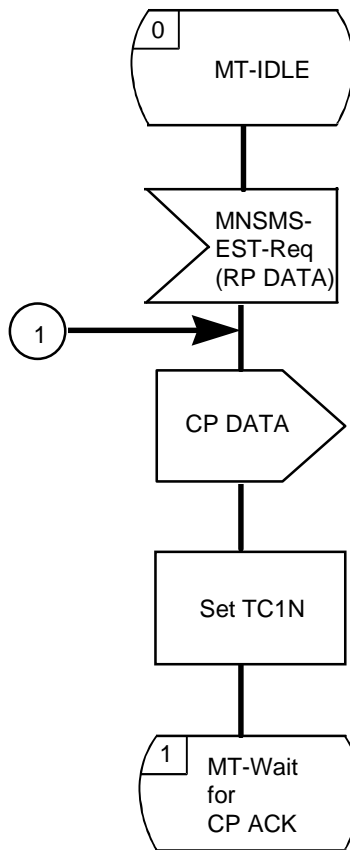 0
MT-IDLE
MNSMS-
EST-Req
(RP DATA)
1
CP DATA
Set TC1N
1
MT-Wait
for
CP ACK